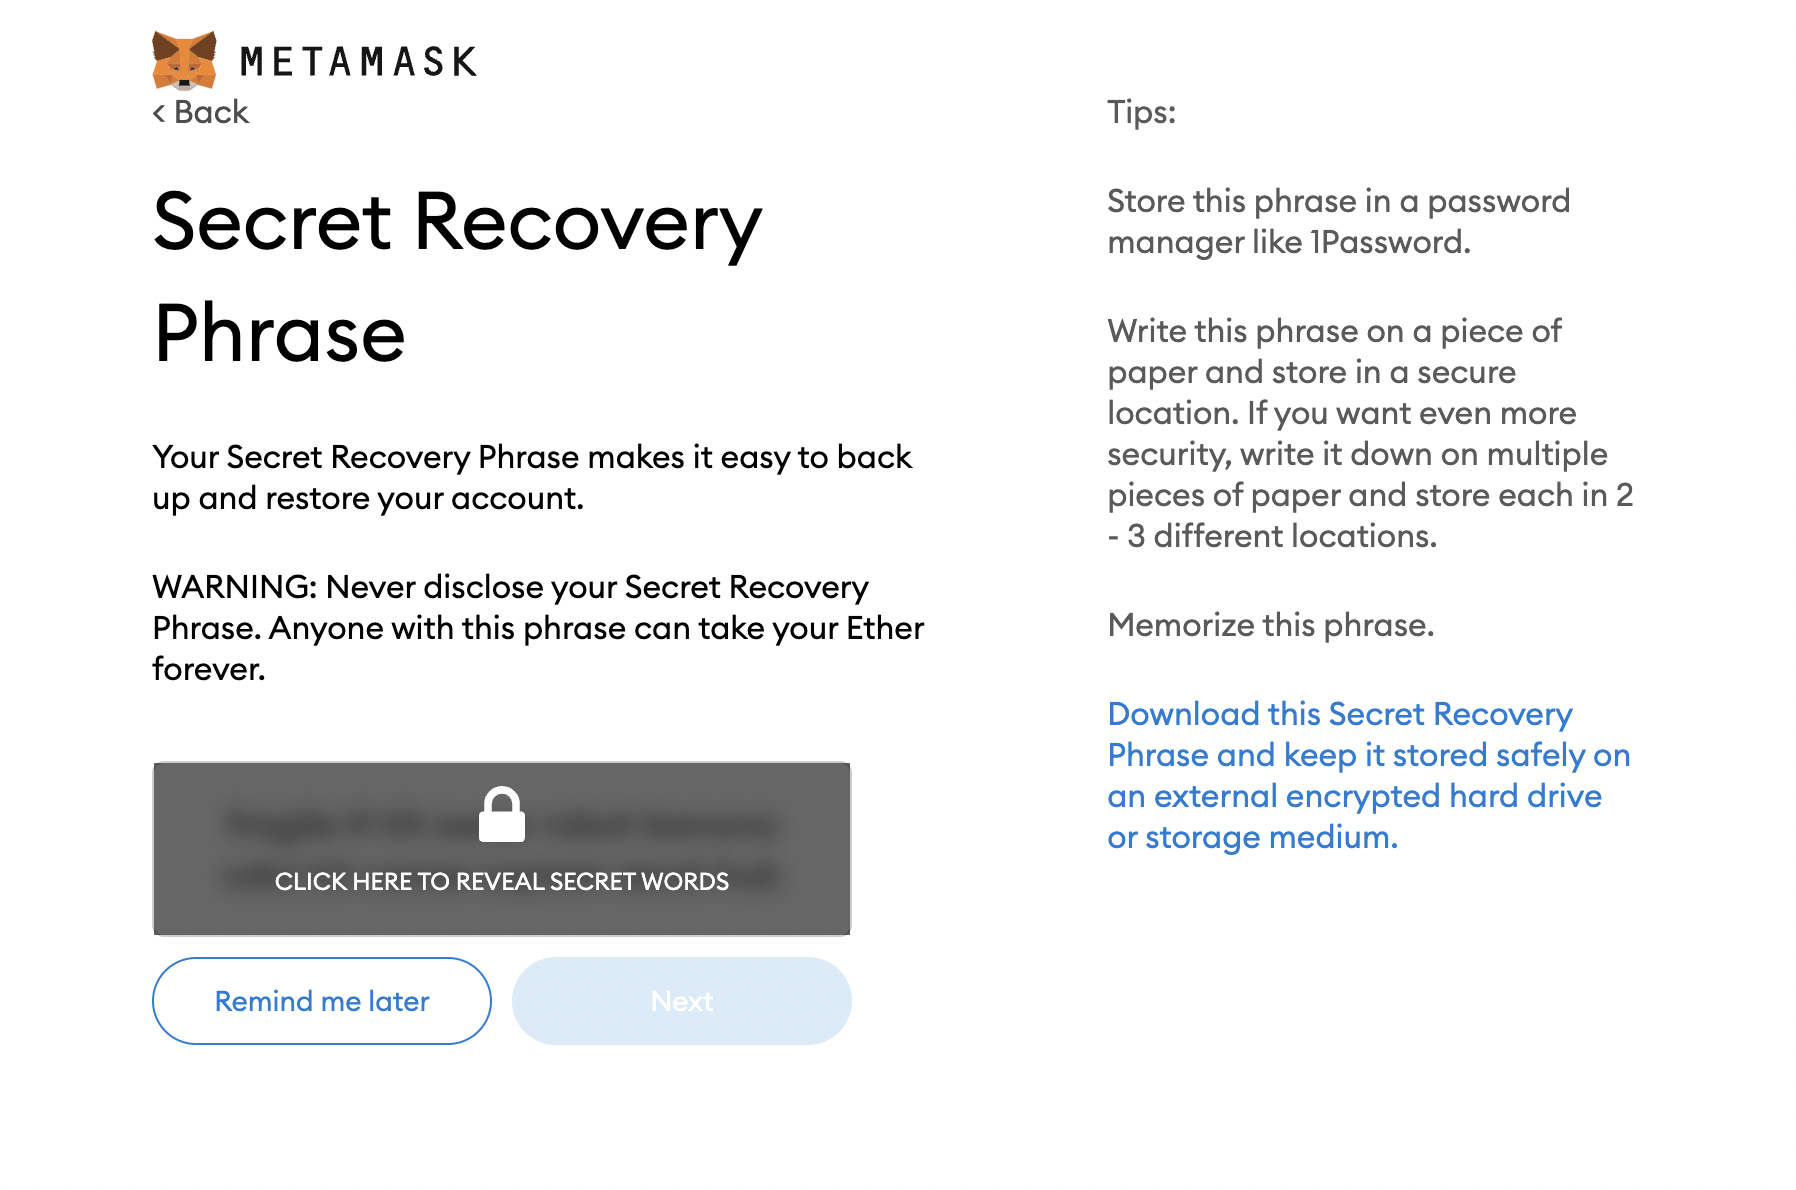 METAMASK
< Back
Secret Recovery
Phrase
Your Secret Recovery Phrase makes it easy to back
up and restore your account.
WARNING: Never disclose your Secret Recovery
Phrase. Anyone with this phrase can take your Ether
forever.
CLICK HERE TO REVEAL SECRET WORDS
Remind me later
Next
Tips:
Store this phrase in a password
manager like 1Password.
Write this phrase on a piece of
paper and store in a secure
location. If you want even more
security, write it down on multiple
pieces of paper and store each in 2
- 3 different locations.
Memorize this phrase.
Download this Secret Recovery
Phrase and keep it stored safely on
an external encrypted hard drive
or storage medium.